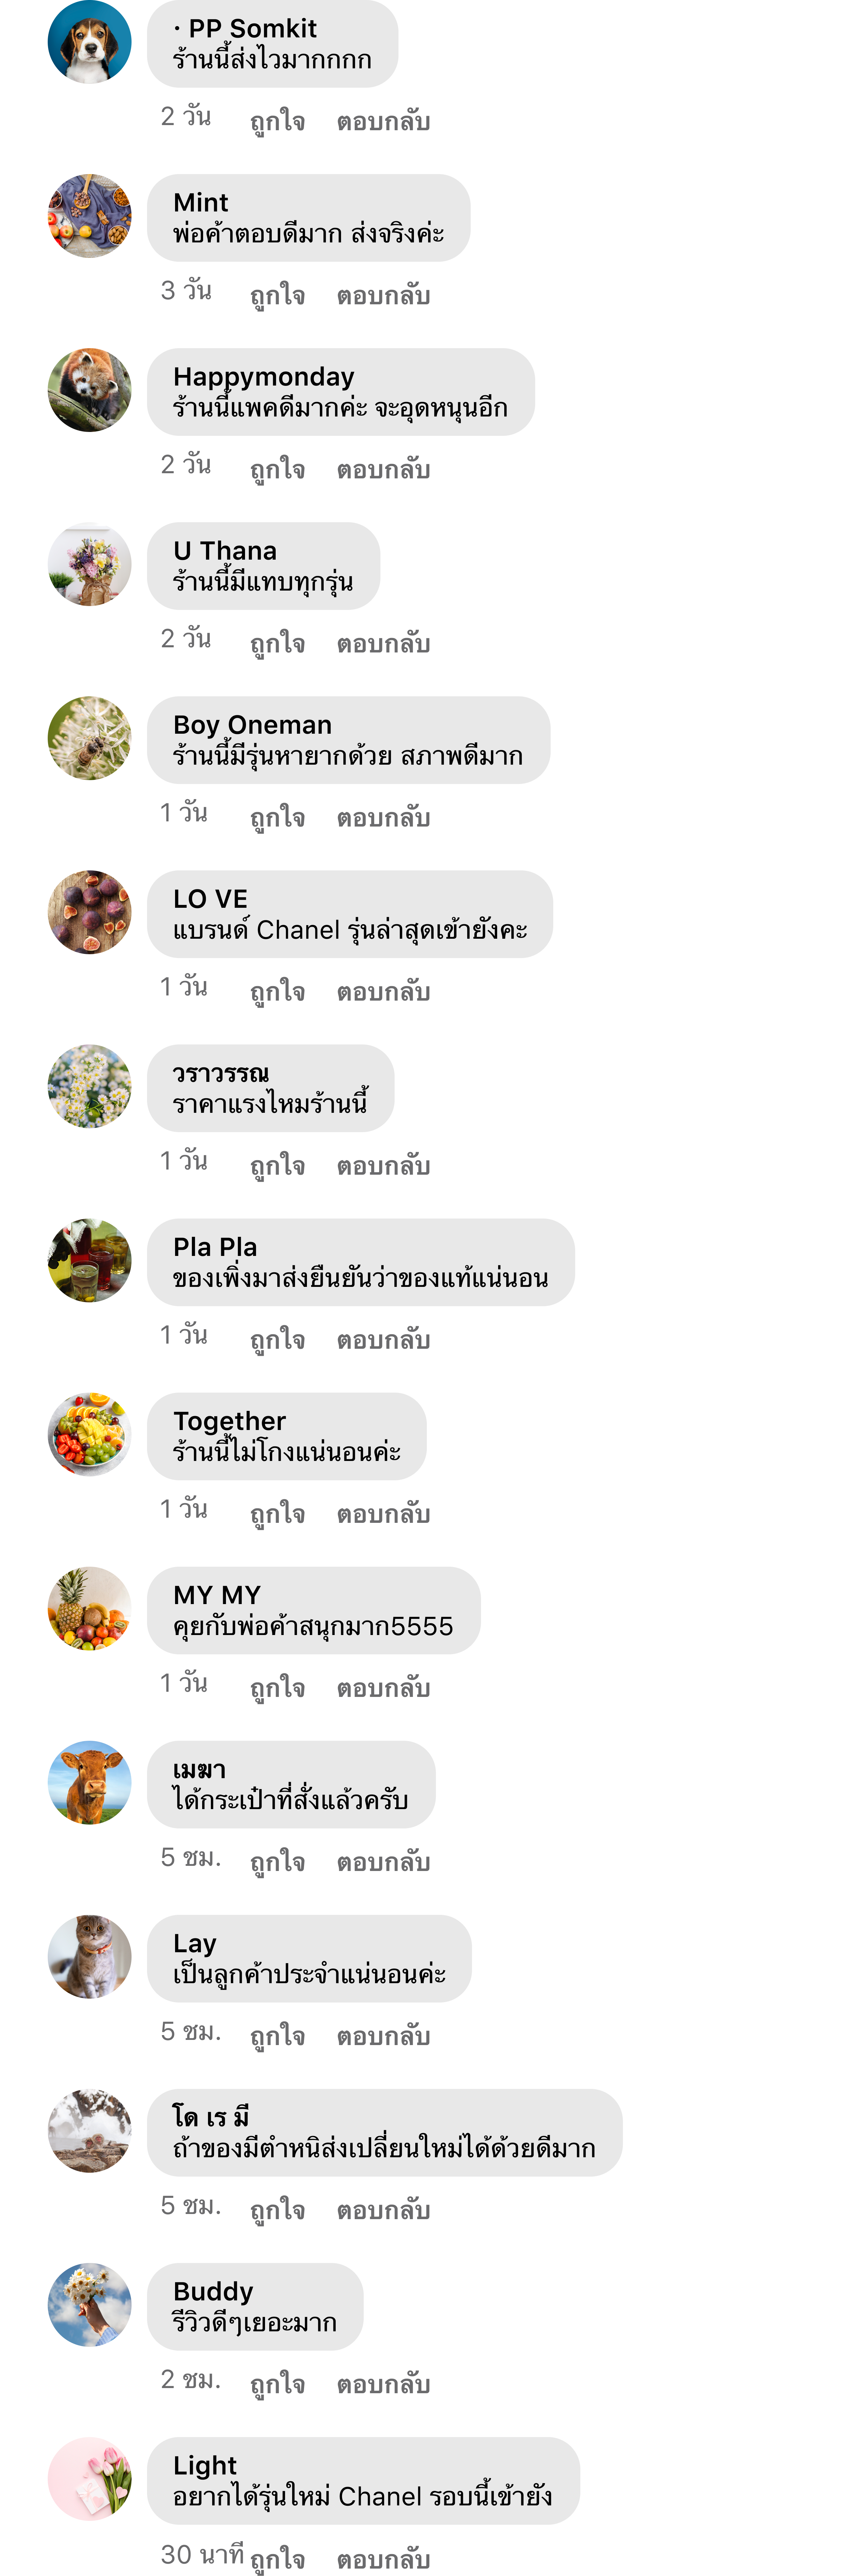 · PP Somkit
ร้านนี้ส่งไวมากกกก
2 วัน ถูกใจ ตอบกลับ
Mint
พ่อค้าตอบดีมาก ส่งจริงค่ะ
3 วัน ถูกใจ ตอบกลับ
Happymonday
ร้านนี้แพคดีมากค่ะ จะอุดหนุนอีก
2 วัน ถูกใจ ตอบกลับ
U Thana
ร้านนี้มีแทบทุกรุ่น
2 วัน ถูกใจ ตอบกลับ
Boy Oneman
ร้านนี้มีรุ่นหายากด้วย สภาพดีมาก
1 วัน ถูกใจ ตอบกลับ
LO VE
แบรนด์ Chanel รุ่นล่าสุดเข้ายังคะ
1 วัน ถูกใจ ตอบกลับ
วราวรรณ
ราคาแรงไหมร้านนี้
1 วัน ถูกใจ ตอบกลับ
Pla Pla
ของเพิ่งมาส่งยืนยันว่าของแท้แน่นอน
1 วัน ถูกใจ ตอบกลับ
Together
ร้านนี้ไม่โกงแน่นอนค่ะ
1 วัน ถูกใจ ตอบกลับ
MY MY
คุยกับพ่อค้าสนุกมาก5555
1 วัน ถูกใจ ตอบกลับ
เมฆา
ได้กระเป๋าที่สั่งแล้วครับ
5 ชม. ถูกใจ ตอบกลับ
Lay
เป็นลูกค้าประจำแน่นอนค่ะ
5 ชม. ถูกใจ ตอบกลับ
โด เร มี
ถ้าของมีตำหนิส่งเปลี่ยนใหม่ได้ด้วยดีมาก
5 ชม. ถูกใจ ตอบกลับ
Buddy
รีวิวดีๆเยอะมาก
2 ชม. ถูกใจ ตอบกลับ
Light
อยากได้รุ่นใหม่ Chanel รอบนี้เข้ายัง
30 นาที ถูกใจ ตอบกลับ